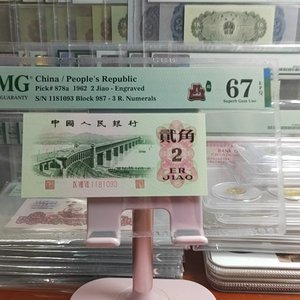 MG
GUARANTY
China / People's Republic
Pick# 878a 1962 2 Jiao - Engraved
S/N 1181093 Block 987 - 3 R. Numerals
67 EPQ
Superb Gem Unc
中国人民银行
贰角
2
ER
JIAO
1181093